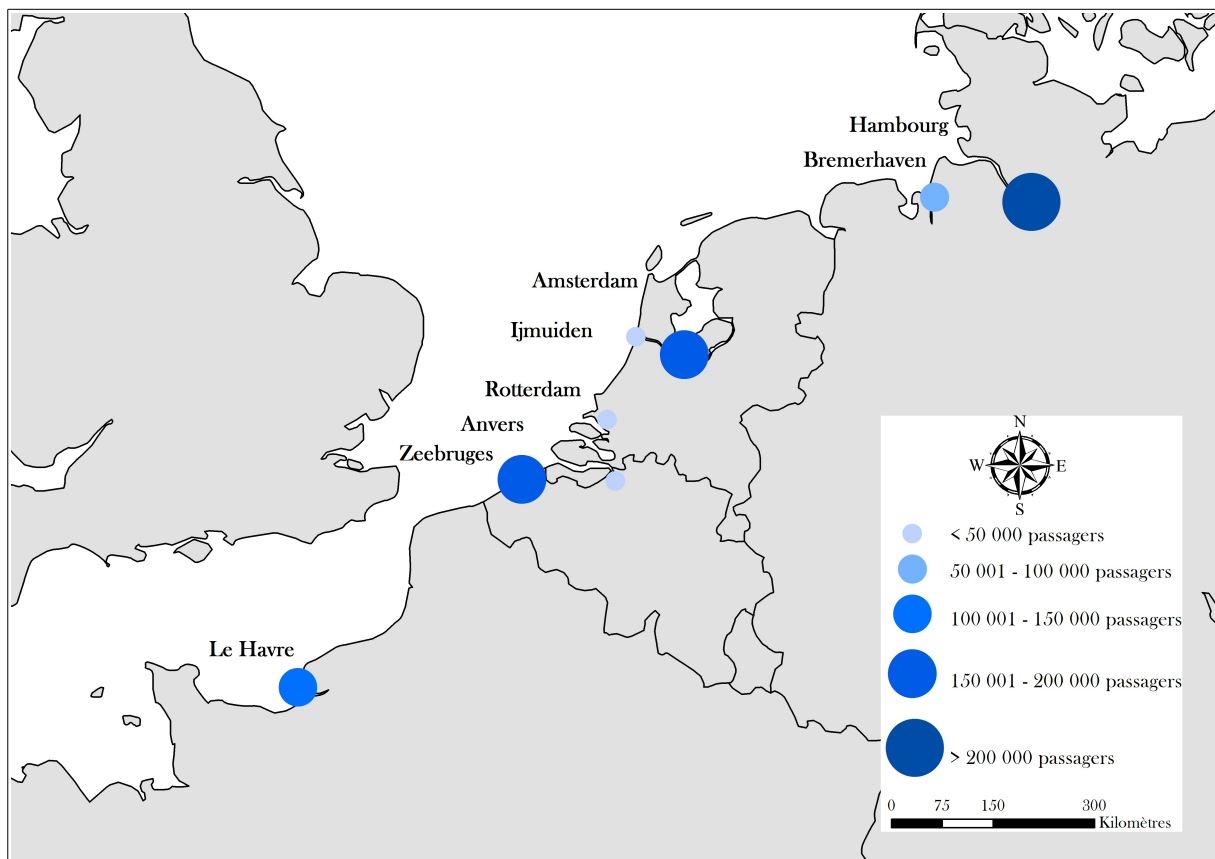 Hambourg
Bremerhaven
Amsterdam
Ijmuiden
Rotterdam
Anvers
Zeebruges
Le Havre
N
W E
S
< 50 000 passagers
50 001 - 100 000 passagers
100 001 - 150 000 passagers
150 001 - 200 000 passagers
> 200 000 passagers
0 75 150 300
Kilomètres